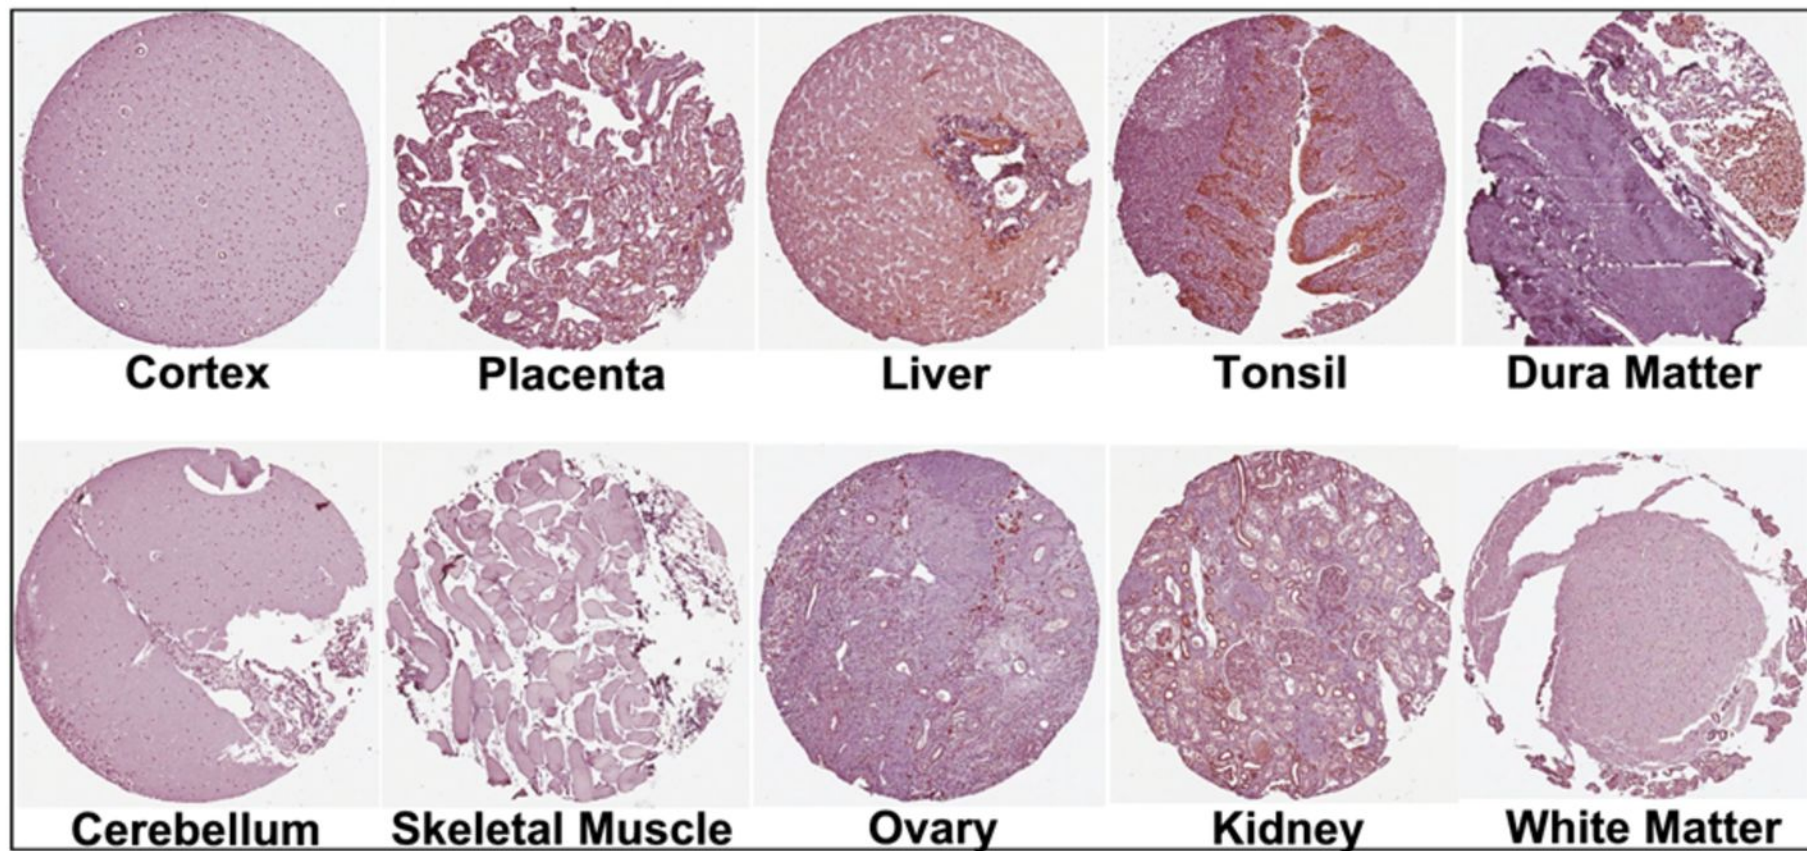 Cortex
Placenta
Liver
Tonsil
Dura Matter
Cerebellum
Skeletal Muscle
Ovary
Kidney
White Matter